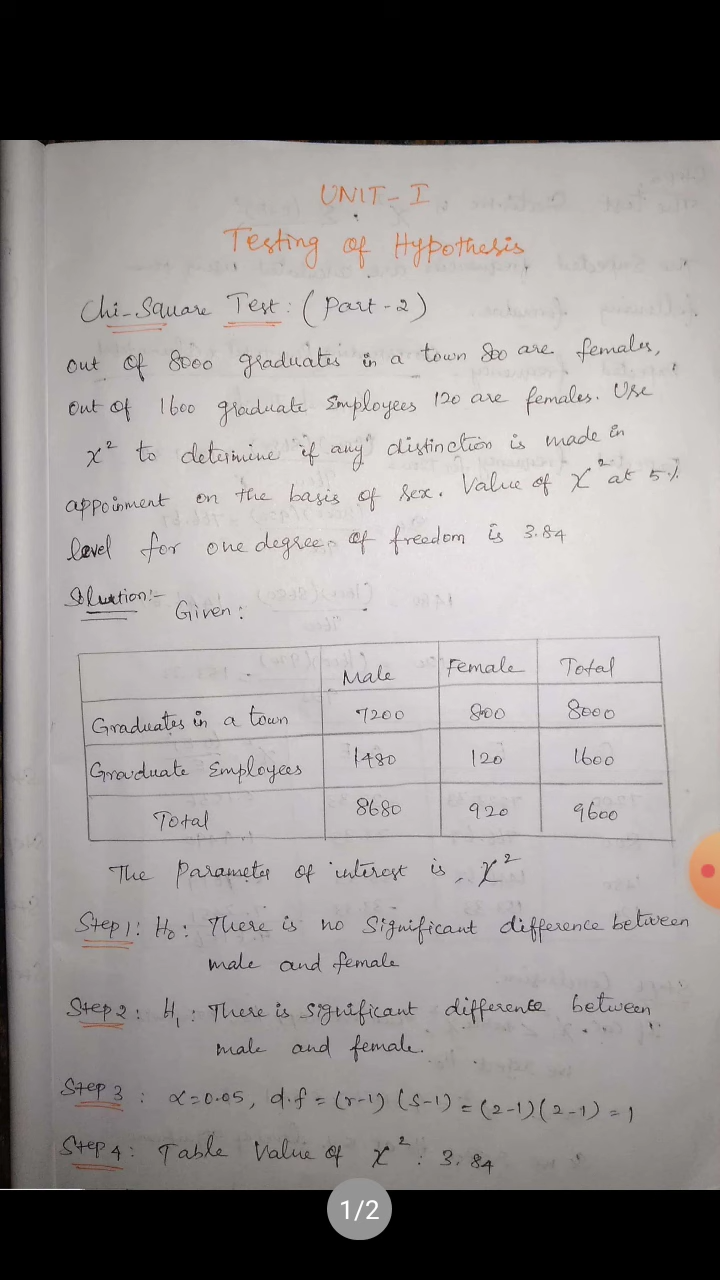 UNIT - I
Testing of Hypothesis
Chi-Square Test: (Part-2)
out of 8000 graduates in a town 800 are females,
out of 1600 graduate Employees 120 are females. Use
χ² to determine if any distinction is made in
appoinment on the basis of sex. Value of χ² at 5%
level for one degree of freedom is 3.84
Solution:-
Given:
Male Female Total
Graduates in a town 7200 800 8000
Graduate Employees 1480 120 1600
Total 8680 920 9600
The Parameter of interest is, χ²
Step 1: H₀: There is no Significant difference between
male and female
Step 2: H₁: There is significant difference between
male and female.
Step 3: α=0.05, d.f = (r-1) (s-1) = (2-1)(2-1) = 1
Step 4: Table Value of χ²: 3.84
1/2